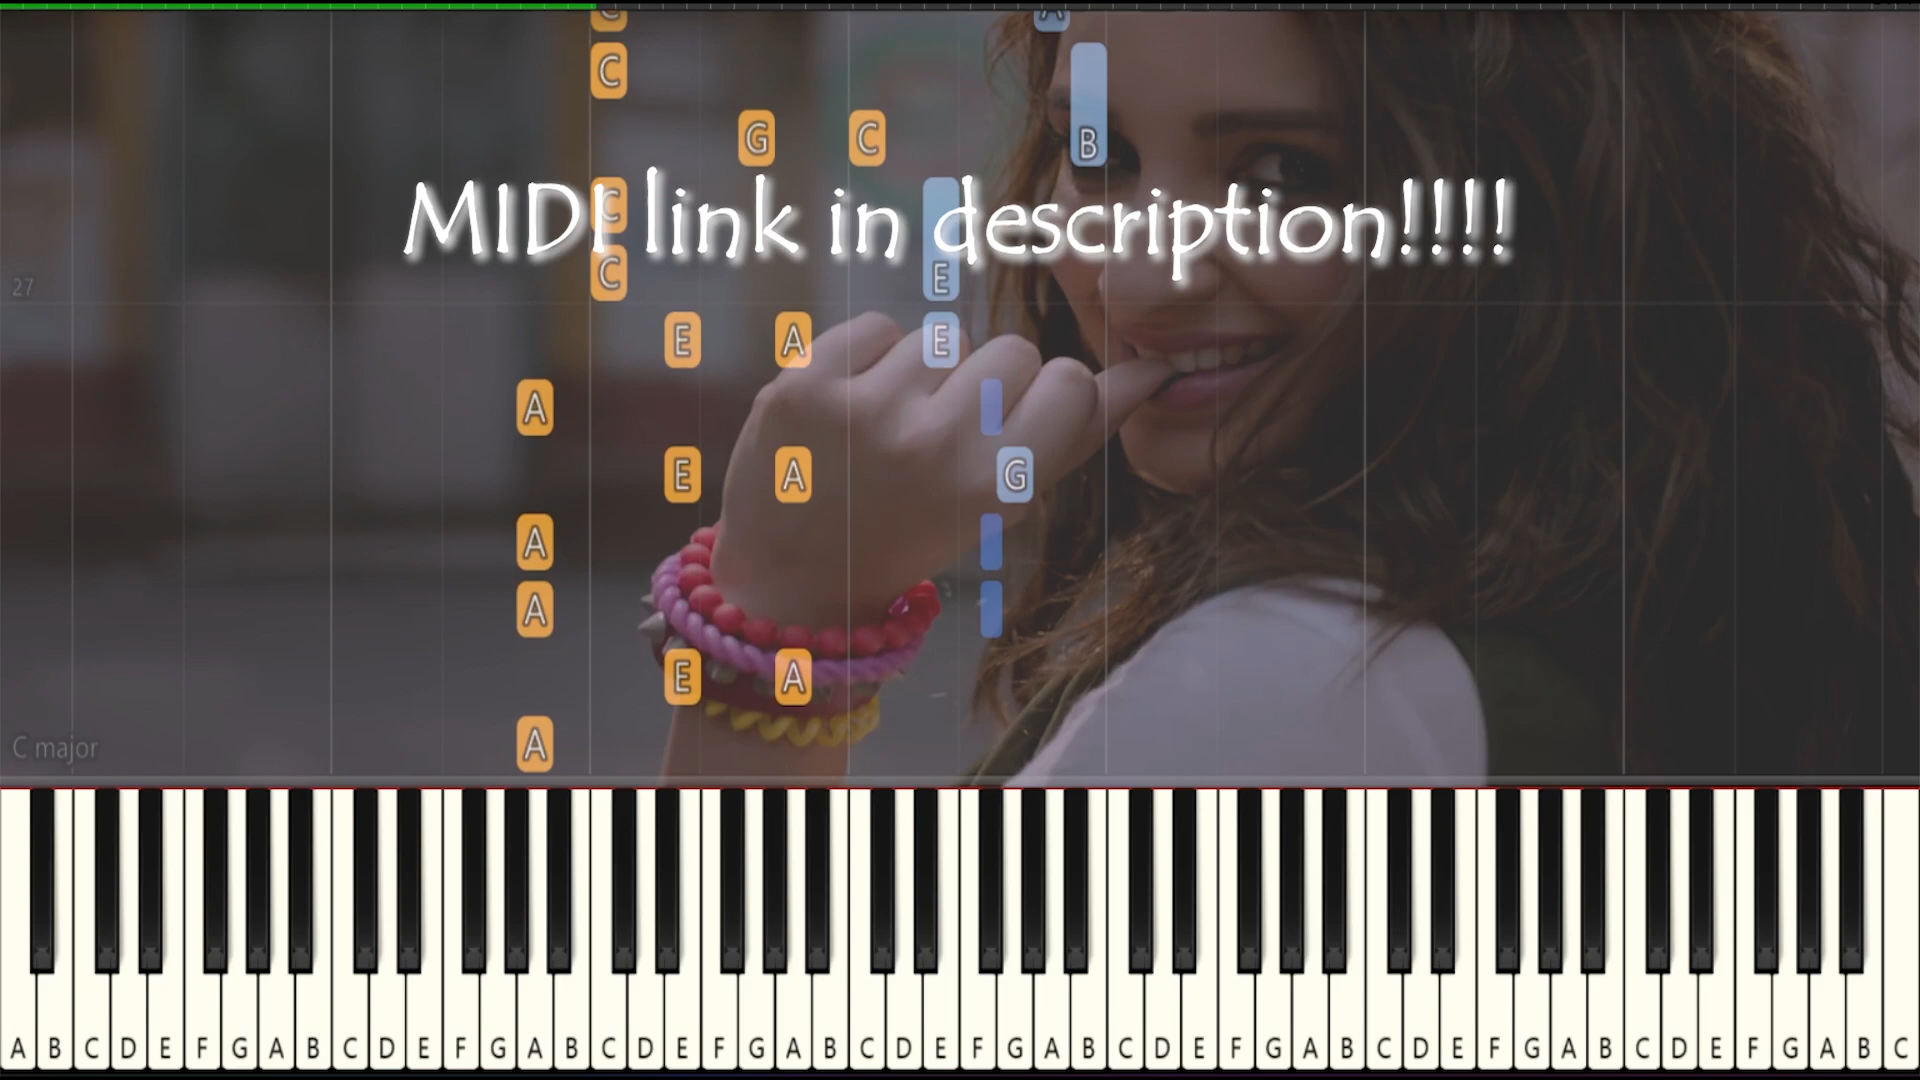 C A
C
G C B
MIDI link in description!!!!
C
C E
27
E A E
A
E A G
A
A
E A
C major
A
A B C D E F G A B C D E F G A B C D E F G A B C D E F G A B C D E F G A B C D E F G A B C D E F G A B C